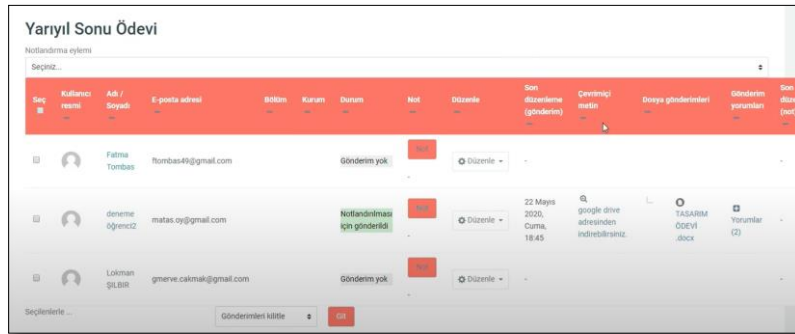 Yarıyıl Sonu Ödevi
Notlandırma eylemi
Seçiniz...
Seç
Kullanıcı resmi
Adı / Soyadı
E-posta adresi
Bölüm
Kurum
Durum
Not
Düzenle
Son düzenleme (gönderim)
Çevrimiçi metin
Dosya gönderimleri
Gönderim yorumları
Son
(not)
Fatma Tombas
ftombas49@gmail.com
Gönderim yok
Not
-
Düzenle
-
-
deneme öğrenci2
matas.oy@gmail.com
Notlandırılması için gönderildi
Not
-
Düzenle
22 Mayıs 2020, Cuma, 18:45
google drive adresinden indirebilirsiniz.
TASARIM ÖDEVİ .docx
Yorumlar (2)
-
Lokman ŞILBIR
gmerve.cakmak@gmail.com
Gönderim yok
Not
-
Düzenle
-
-
Seçilenlerle ...
Gönderimleri kilitle
Git